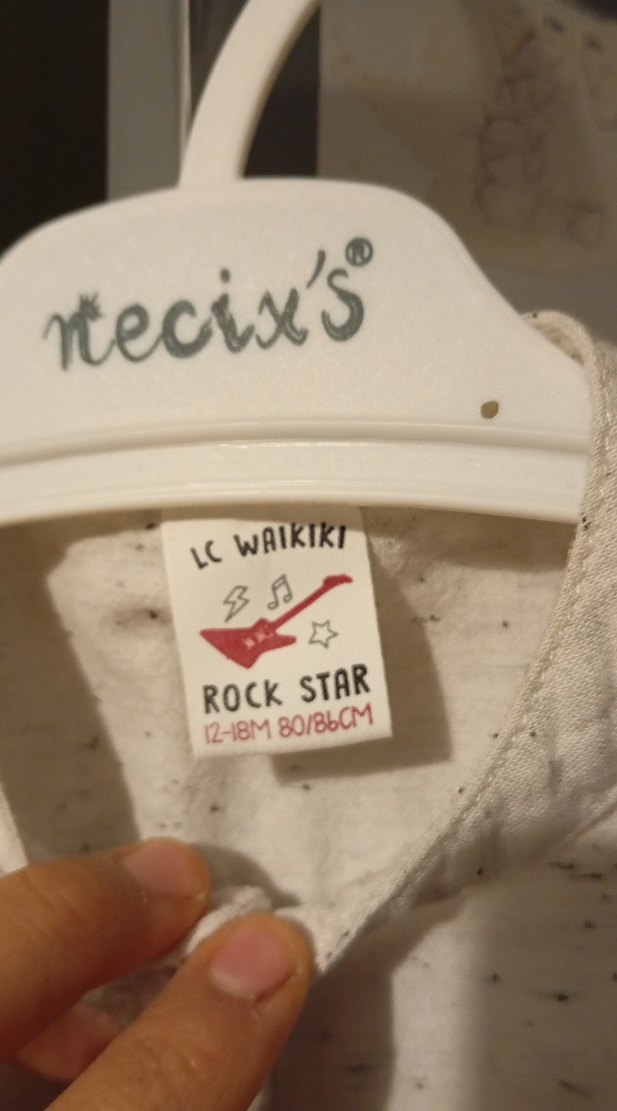 necix's®
LC WAIKIKI
ROCK STAR
12-18M 80/86CM